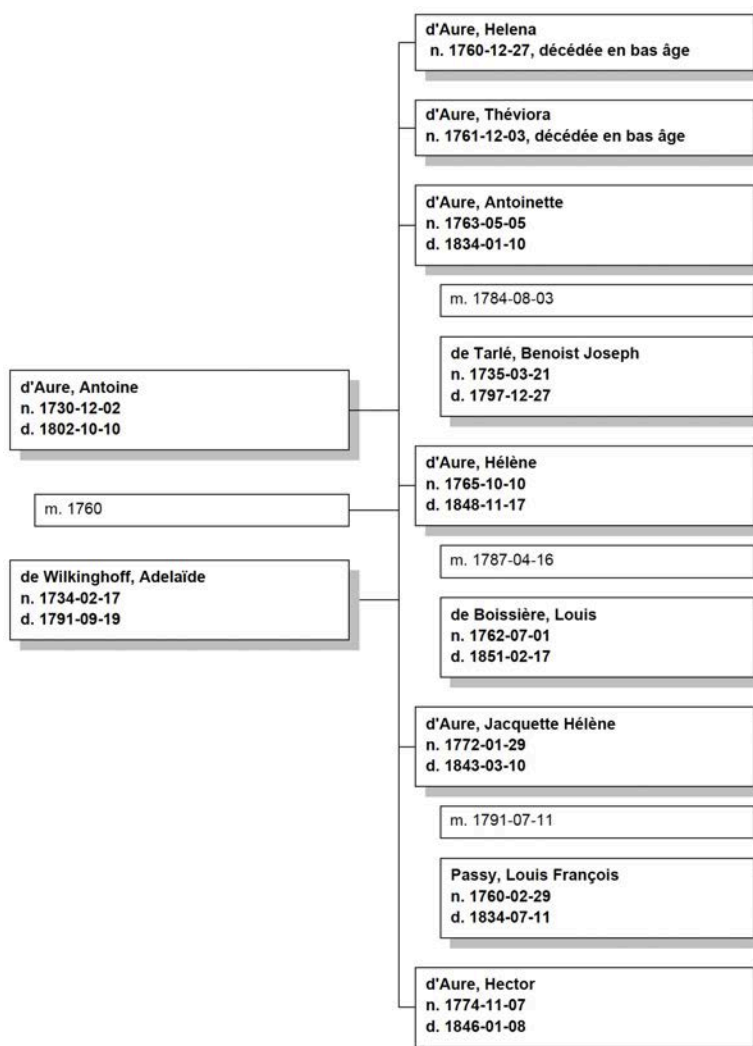 d'Aure, Helena
n. 1760-12-27, décédée en bas âge
d'Aure, Théviora
n. 1761-12-03, décédée en bas âge
d'Aure, Antoinette
n. 1763-05-05
d. 1834-01-10
m. 1784-08-03
de Tarlé, Benoist Joseph
n. 1735-03-21
d. 1797-12-27
d'Aure, Antoine
n. 1730-12-02
d. 1802-10-10
m. 1760
de Wilkinghoff, Adelaïde
n. 1734-02-17
d. 1791-09-19
d'Aure, Hélène
n. 1765-10-10
d. 1848-11-17
m. 1787-04-16
de Boissière, Louis
n. 1762-07-01
d. 1851-02-17
d'Aure, Jacquette Hélène
n. 1772-01-29
d. 1843-03-10
m. 1791-07-11
Passy, Louis François
n. 1760-02-29
d. 1834-07-11
d'Aure, Hector
n. 1774-11-07
d. 1846-01-08